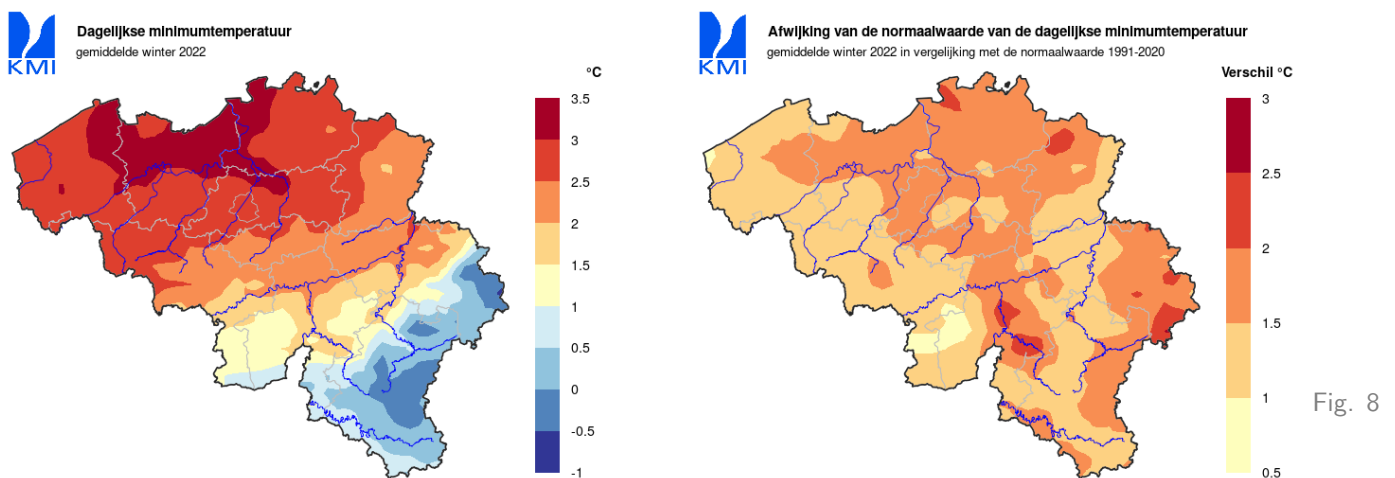 KMI
Dagelijkse minimumtemperatuur
gemiddelde winter 2022
°C
3.5
3
2.5
2
1.5
1
0.5
0
-0.5
-1
KMI
Afwijking van de normaalwaarde van de dagelijkse minimumtemperatuur
gemiddelde winter 2022 in vergelijking met de normaalwaarde 1991-2020
Verschil °C
3
2.5
2
1.5
1
0.5
Fig. 8